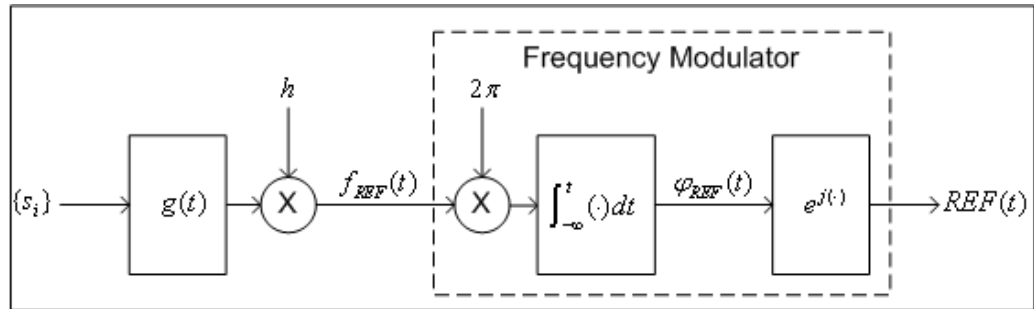 Frequency Modulator
h
2π
{s_i}
g(t)
X
f_REF(t)
X
∫_{-∞}^{t}(·)dt
φ_REF(t)
e^{j(·)}
REF(t)